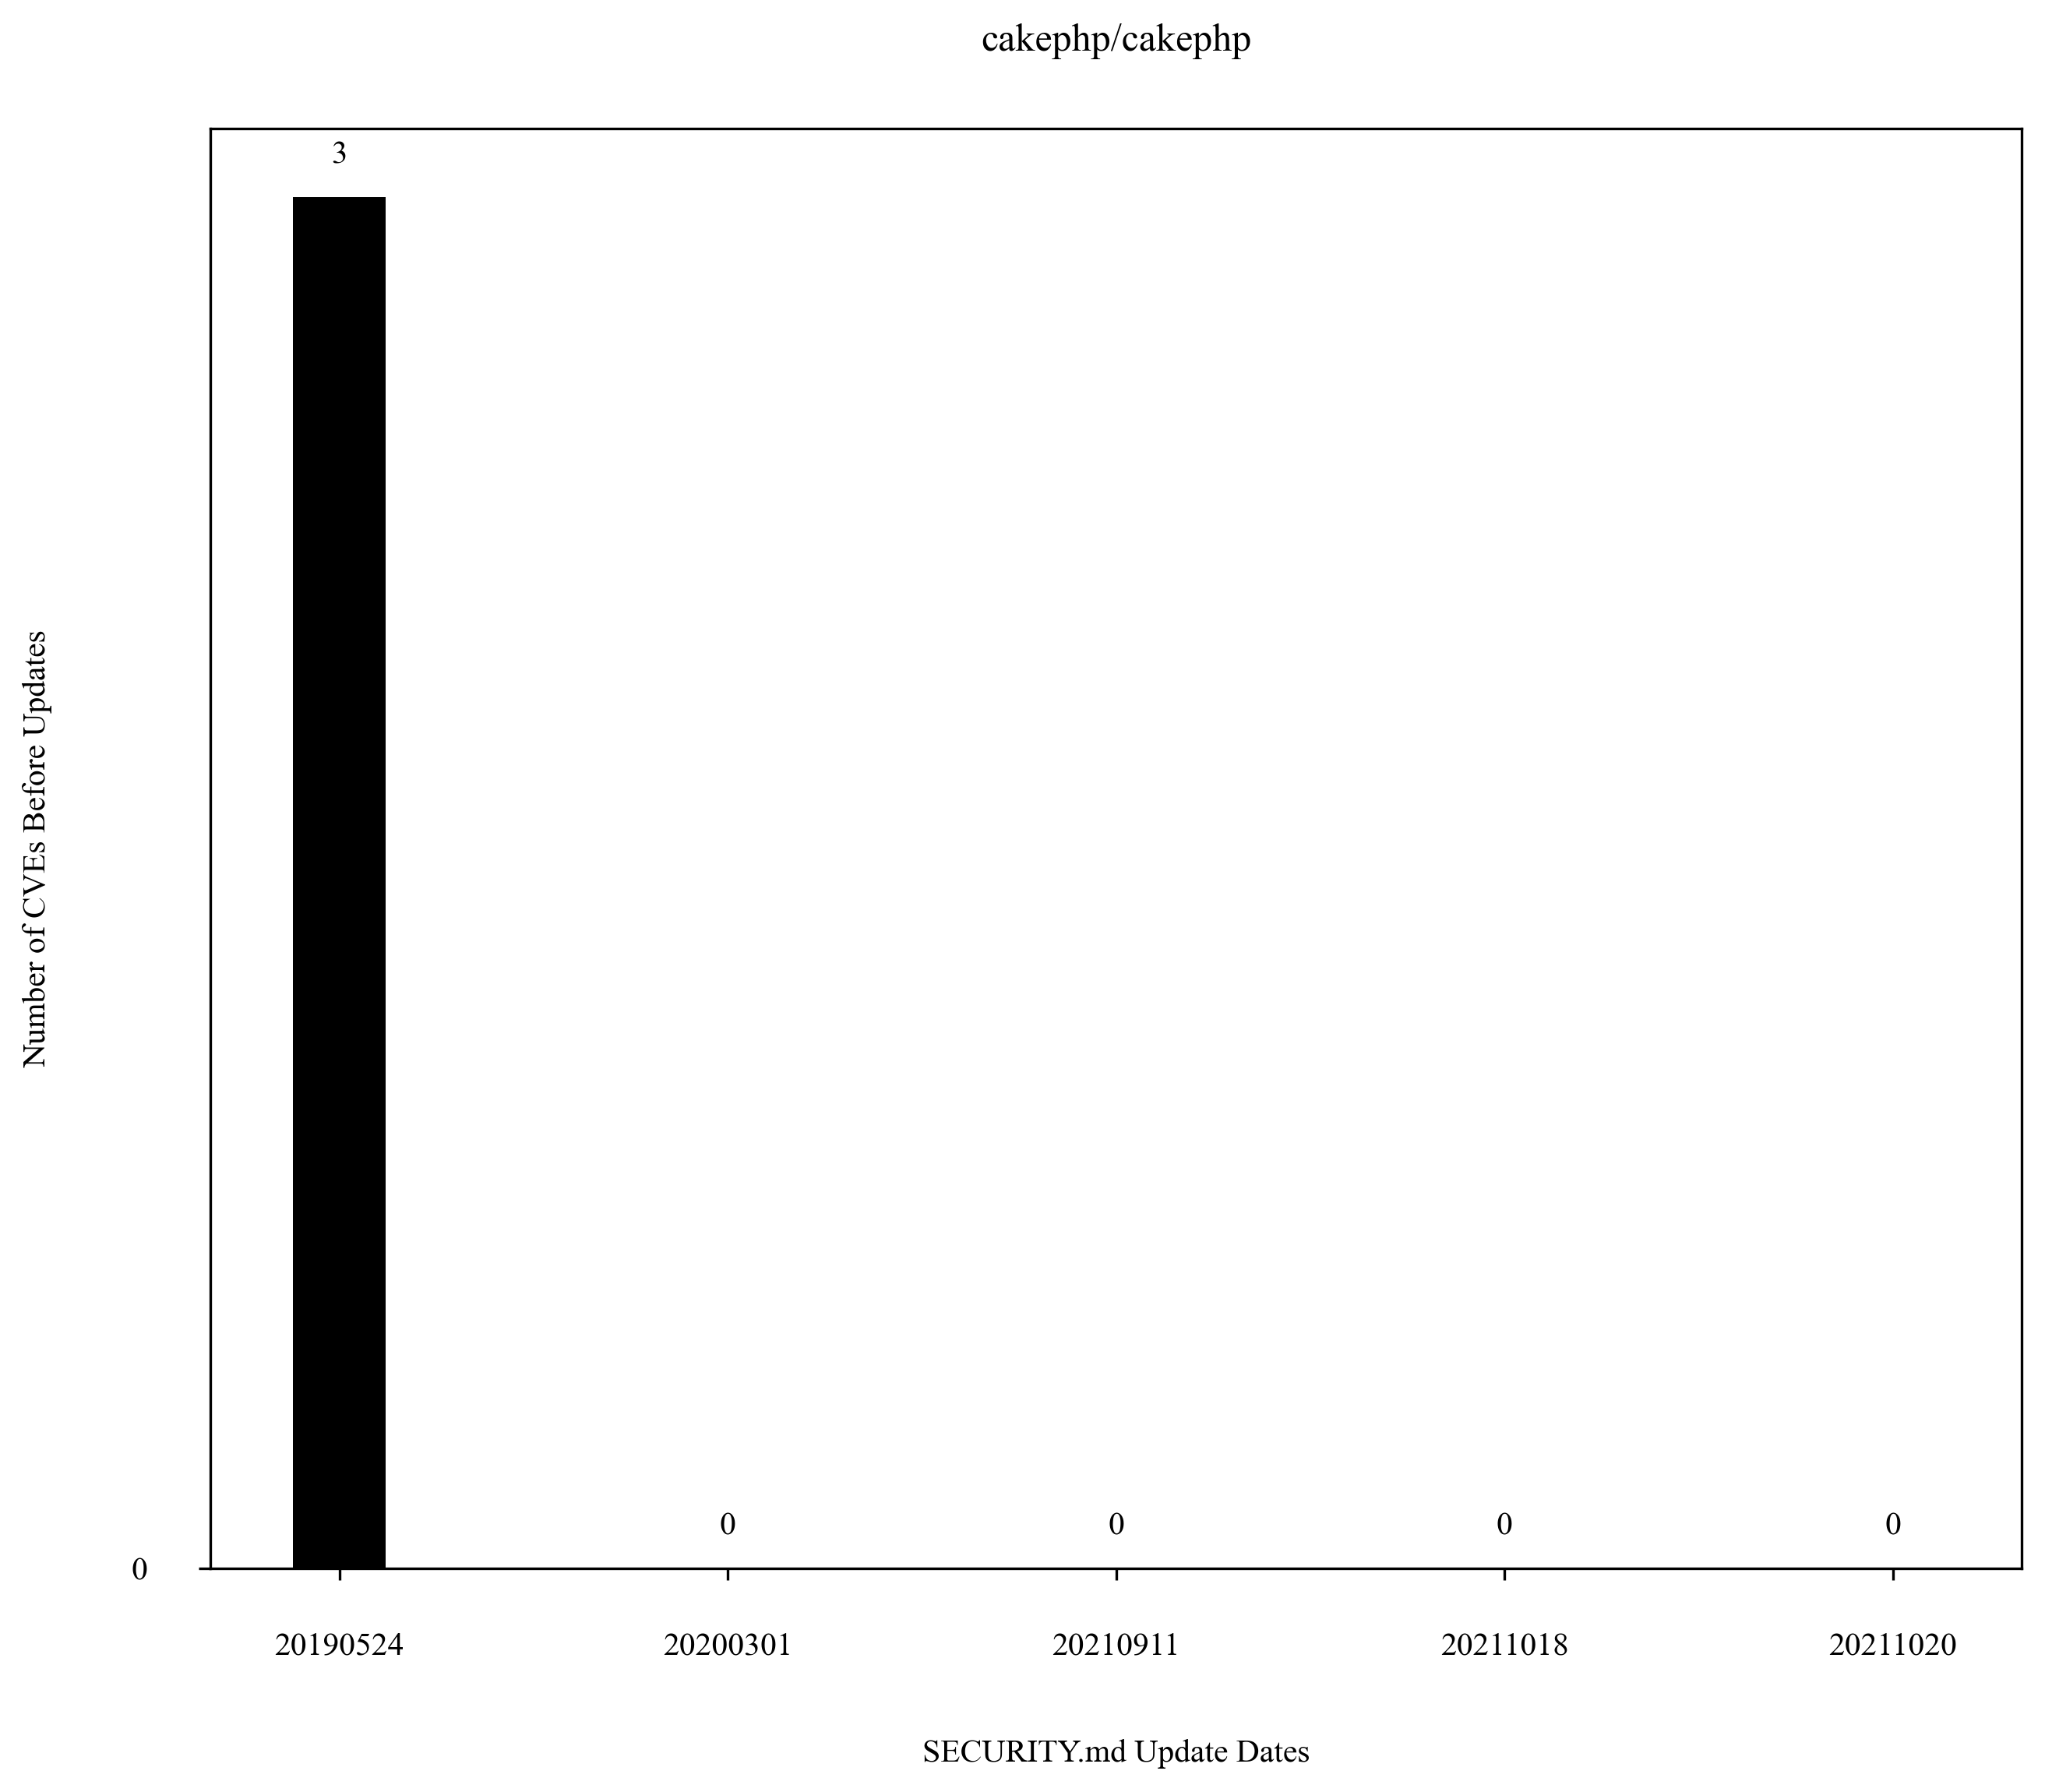 cakephp/cakephp
3
Number of CVEs Before Updates
0 0 0 0
0
20190524 20200301 20210911 20211018 20211020
SECURITY.md Update Dates